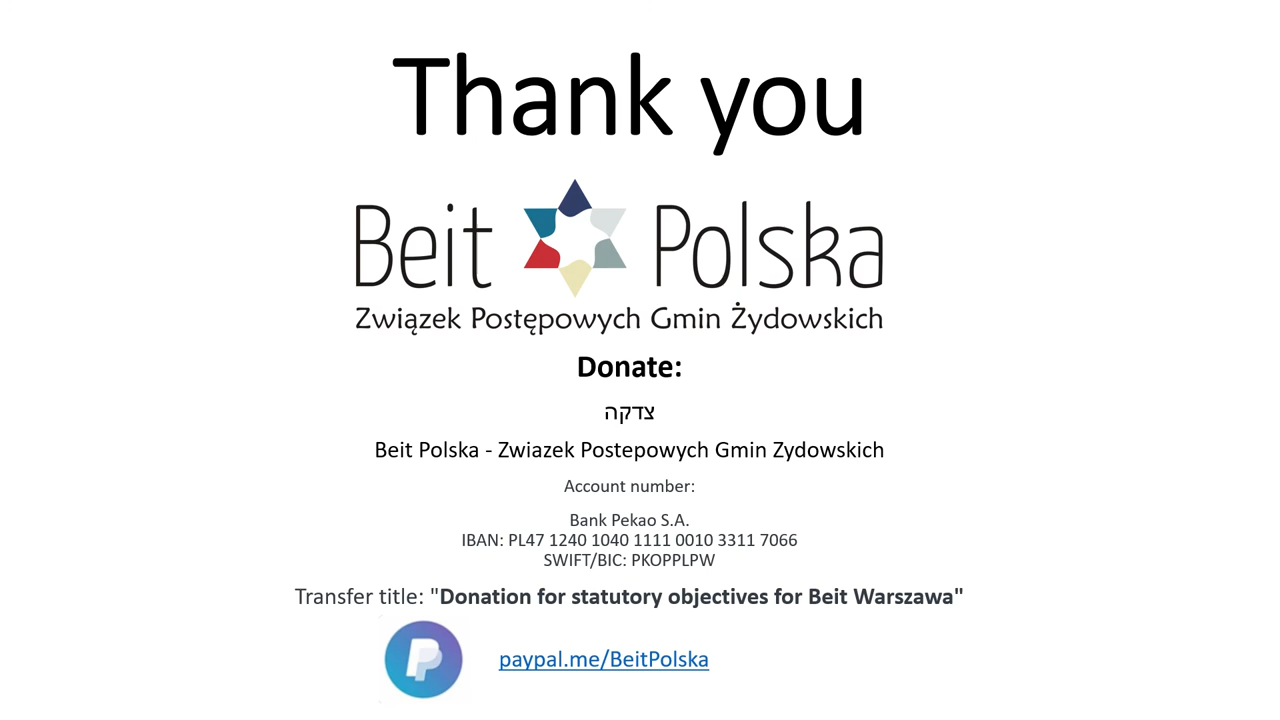 Thank you
Beit Polska
Związek Postępowych Gmin Żydowskich
Donate:
צדקה
Beit Polska - Zwiazek Postepowych Gmin Zydowskich
Account number:
Bank Pekao S.A.
IBAN: PL47 1240 1040 1111 0010 3311 7066
SWIFT/BIC: PKOPPLPW
Transfer title: "Donation for statutory objectives for Beit Warszawa"
paypal.me/BeitPolska